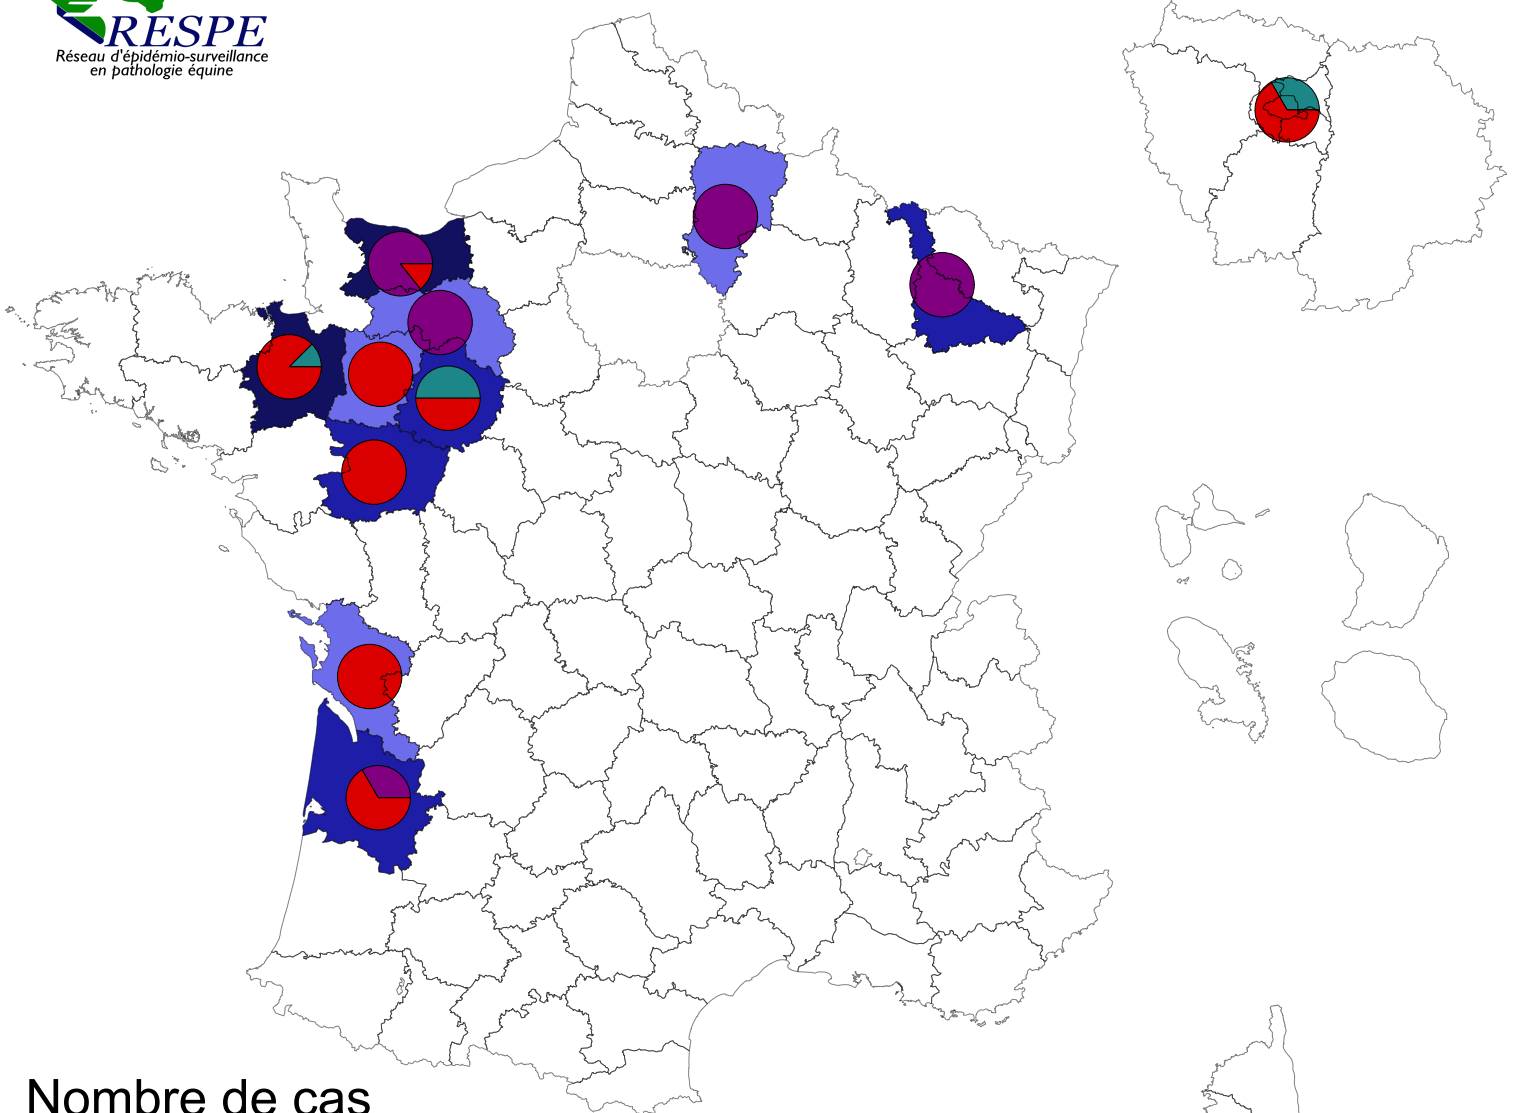 RESPE
Réseau d'épidémio-surveillance
en pathologie équine
Nombre de cas